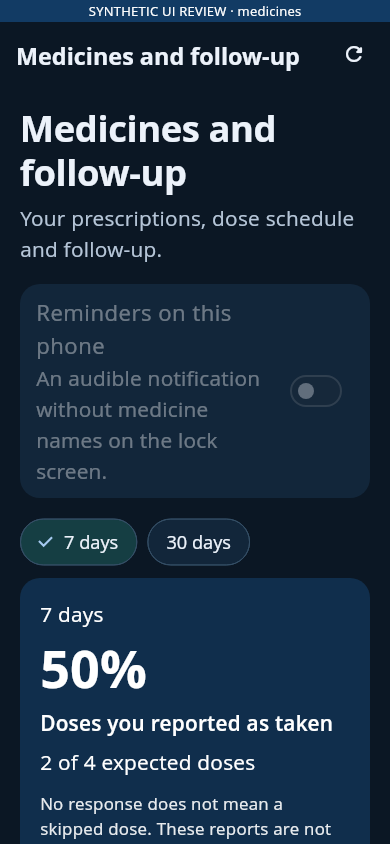 SYNTHETIC UI REVIEW · medicines
Medicines and follow-up
Medicines and
follow-up
Your prescriptions, dose schedule
and follow-up.
Reminders on this
phone
An audible notification
without medicine
names on the lock
screen.
7 days
30 days
7 days
50%
Doses you reported as taken
2 of 4 expected doses
No response does not mean a
skipped dose. These reports are not